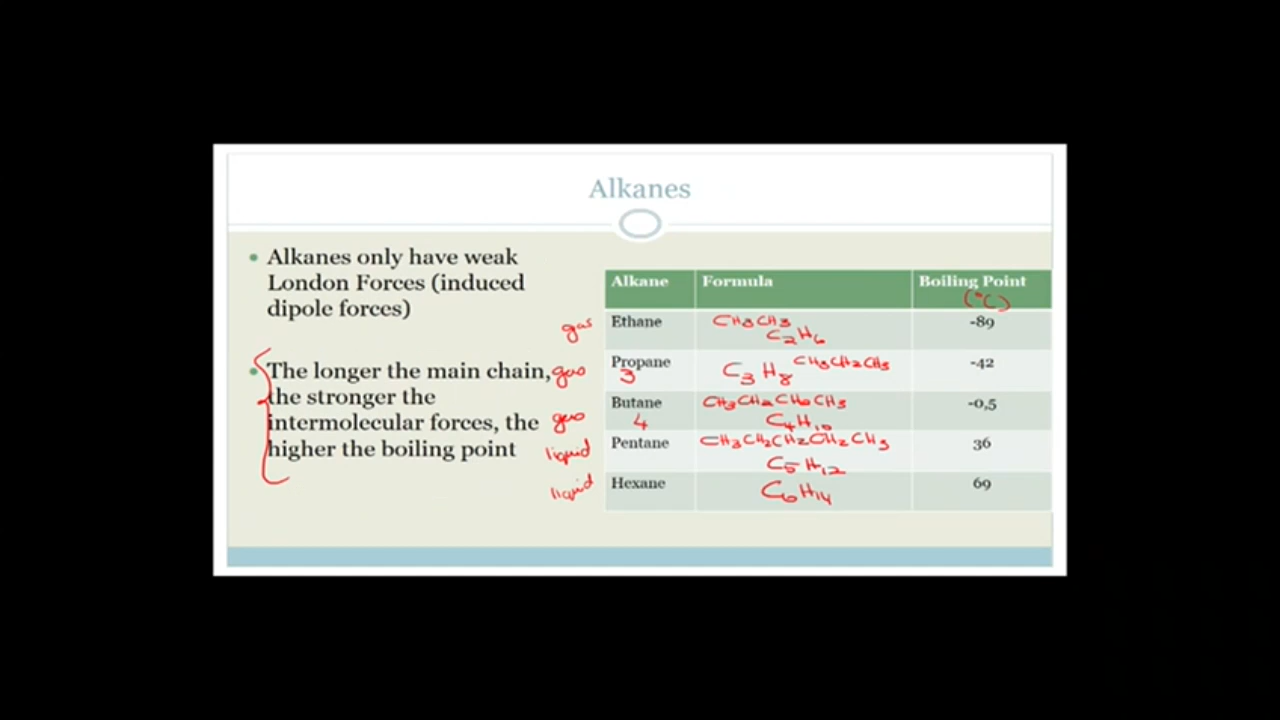 Alkanes
• Alkanes only have weak
London Forces (induced
dipole forces)
• The longer the main chain,
the stronger the
intermolecular forces, the
higher the boiling point
Alkane Formula Boiling Point
(°C)
gas Ethane CH3CH3 -89
C2H6
gas Propane C3H8 CH3CH2CH3 -42
3
gas Butane CH3CH2CH2CH3 -0,5
4 C4H10
liquid Pentane CH3CH2CH2CH2CH3 36
C5H12
liquid Hexane C6H14 69